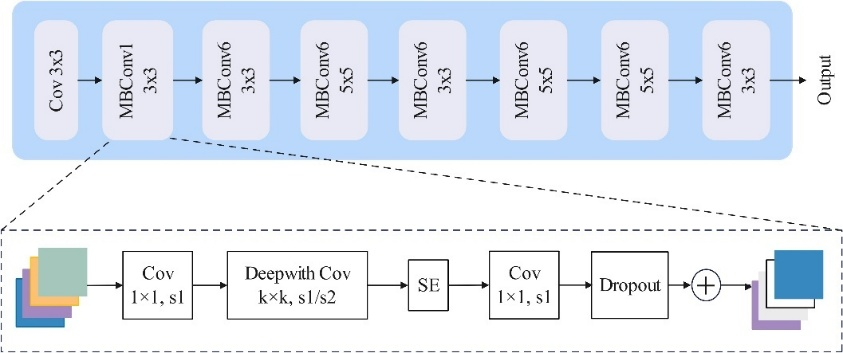 Cov 3x3
MBConv1
3x3
MBConv6
3x3
MBConv6
5x5
MBConv6
3x3
MBConv6
5x5
MBConv6
5x5
MBConv6
3x3
Output
Cov
1×1, s1
Deepwith Cov
k×k, s1/s2
SE
Cov
1×1, s1
Dropout
+